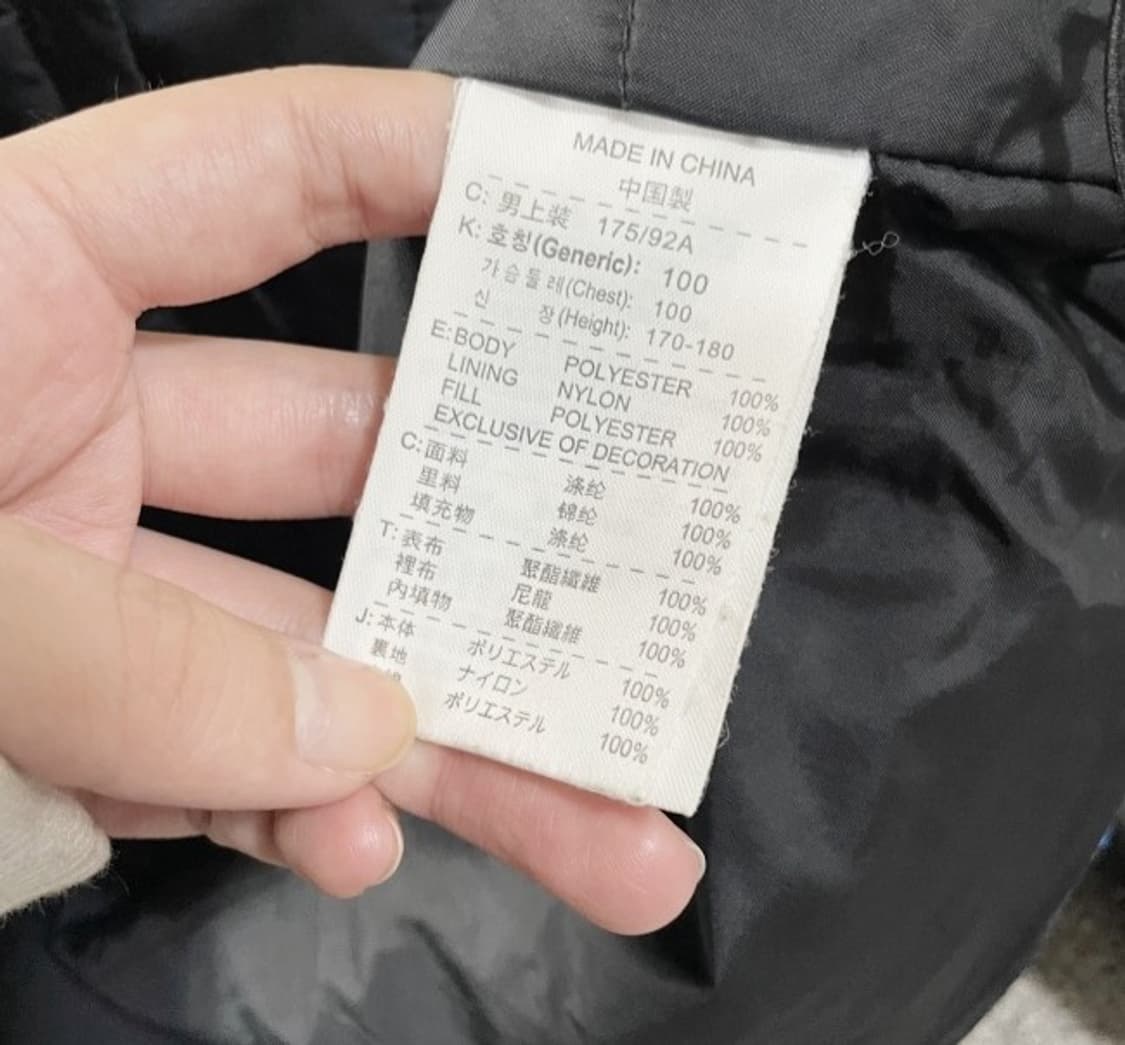 MADE IN CHINA
中国製
C: 男上装 175/92A
K: 호칭(Generic): 100
가슴둘레(Chest): 100
신 장(Height): 170-180
E: BODY POLYESTER 100%
LINING NYLON 100%
FILL POLYESTER 100%
EXCLUSIVE OF DECORATION
C: 面料 涤纶 100%
里料 锦纶 100%
填充物 涤纶 100%
T: 表布 聚酯纖維 100%
裡布 尼龍 100%
內填物 聚酯纖維 100%
J: 本体 ポリエステル 100%
裏地 ナイロン 100%
ポリエステル 100%